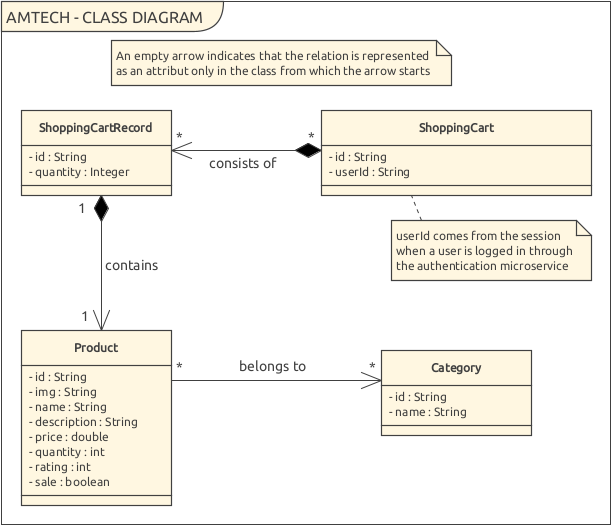 AMTECH - CLASS DIAGRAM
An empty arrow indicates that the relation is represented
as an attribut only in the class from which the arrow starts
ShoppingCartRecord
- id : String
- quantity : Integer
*
*
consists of
ShoppingCart
- id : String
- userId : String
userId comes from the session
when a user is logged in through
the authentication microservice
1
contains
1
Product
- id : String
- img : String
- name : String
- description : String
- price : double
- quantity : int
- rating : int
- sale : boolean
*
belongs to
*
Category
- id : String
- name : String